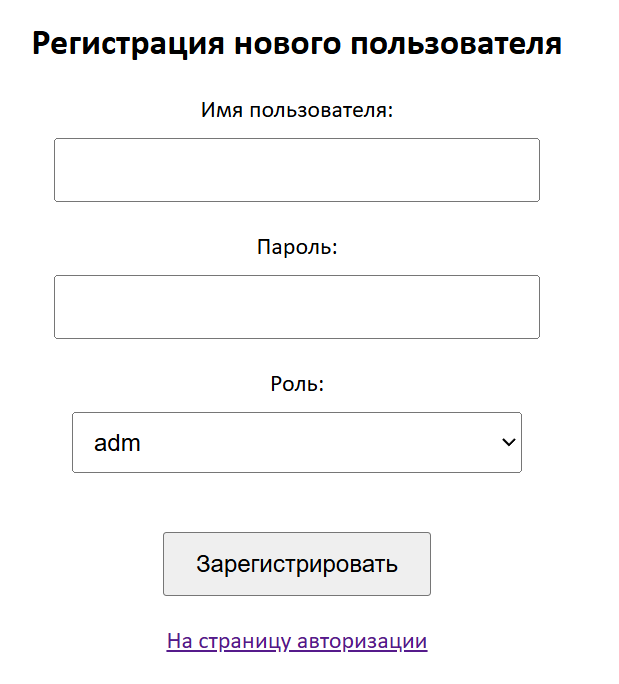 Регистрация нового пользователя
Имя пользователя:
Пароль:
Роль:
adm
Зарегистрировать
На страницу авторизации